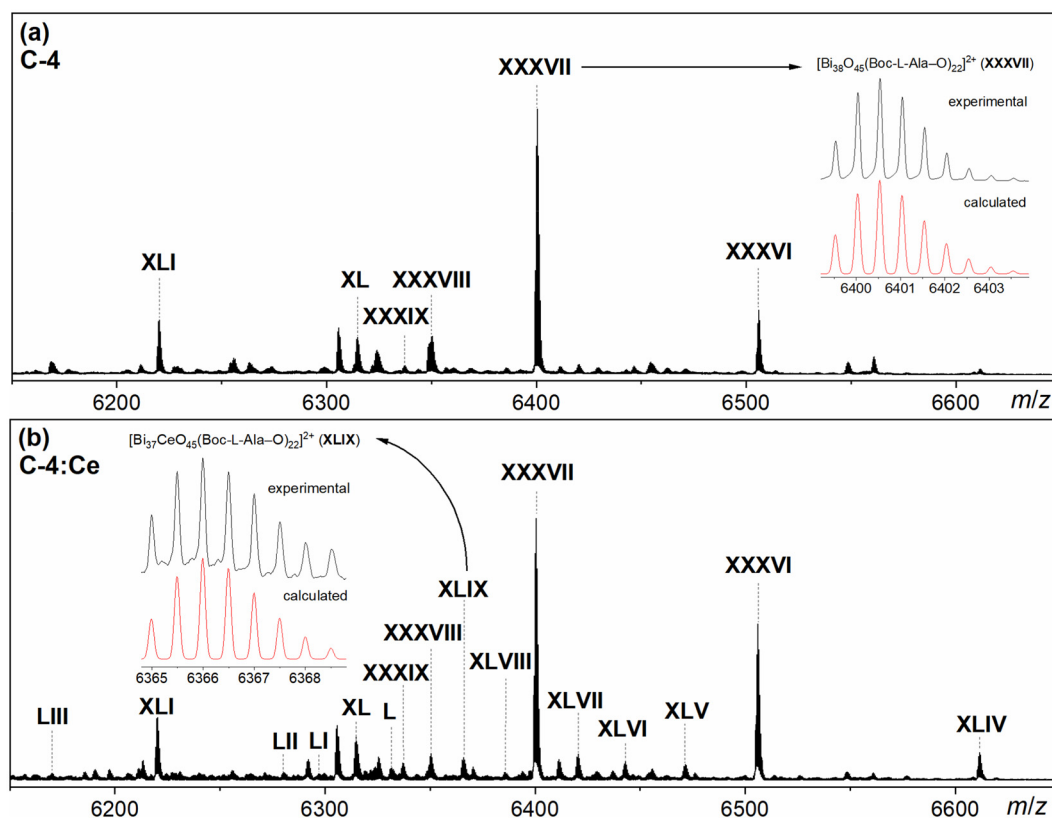 (a)
C-4
XXXVII
[Bi₃₈O₄₅(Boc-L-Ala–O)₂₂]²⁺ (XXXVII)
experimental
calculated
6400 6401 6402 6403
XLI
XL
XXXVIII
XXXIX
XXXVI
6200 6300 6400 6500 6600 m/z
(b)
C-4:Ce
[Bi₃₇CeO₄₅(Boc-L-Ala–O)₂₂]²⁺ (XLIX)
experimental
calculated
6365 6366 6367 6368
XXXVII
XXXVI
XLIX
XXXVIII
XXXIX
XLVIII
LIII
XLI
LII
LI
XL
L
XLVII
XLVI
XLV
XLIV
6200 6300 6400 6500 6600 m/z